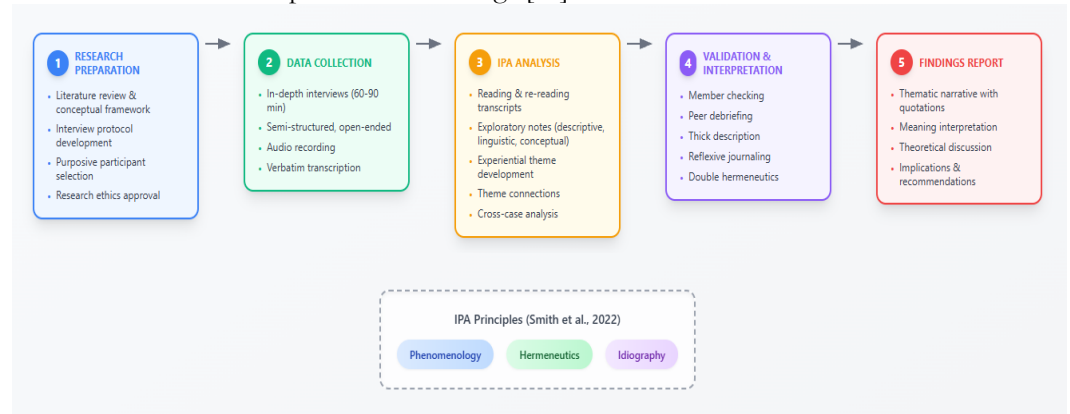 1 RESEARCH
PREPARATION
• Literature review &
conceptual framework
• Interview protocol
development
• Purposive participant
selection
• Research ethics approval
2 DATA COLLECTION
• In-depth interviews (60-90
min)
• Semi-structured, open-ended
• Audio recording
• Verbatim transcription
3 IPA ANALYSIS
• Reading & re-reading
transcripts
• Exploratory notes (descriptive,
linguistic, conceptual)
• Experiential theme
development
• Theme connections
• Cross-case analysis
4 VALIDATION &
INTERPRETATION
• Member checking
• Peer debriefing
• Thick description
• Reflexive journaling
• Double hermeneutics
5 FINDINGS REPORT
• Thematic narrative with
quotations
• Meaning interpretation
• Theoretical discussion
• Implications &
recommendations
IPA Principles (Smith et al., 2022)
Phenomenology Hermeneutics Idiography